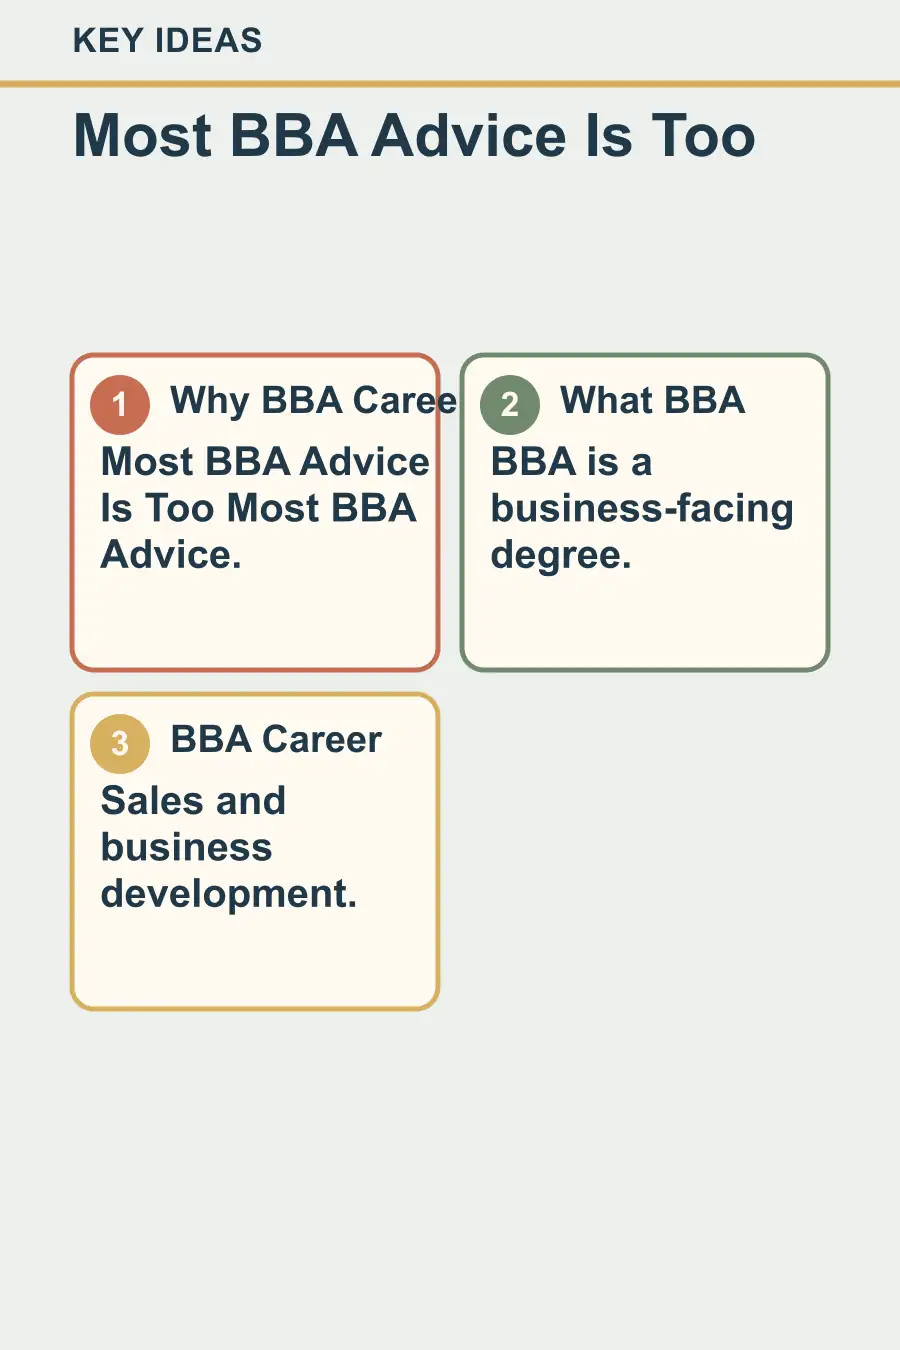 KEY IDEAS
Most BBA Advice Is Too
1
Why BBA Caree
Most BBA Advice
Is Too Most BBA
Advice.
2
What BBA
BBA is a
business-facing
degree.
3
BBA Career
Sales and
business
development.